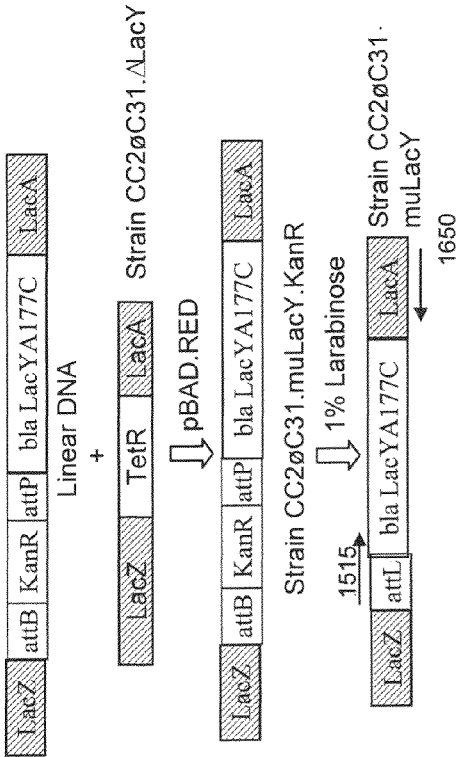 LacZ attB KanR attP bla LacYA177C LacA
Linear DNA
+
LacZ TetR LacA
Strain CC2øC31.ΔLacY
pBAD.RED
LacZ attB KanR attP bla LacYA177C LacA
Strain CC2øC31.muLacY.KanR
1% Larabinose
1515
LacZ attL bla LacYA177C LacA
Strain CC2øC31.
muLacY
1650